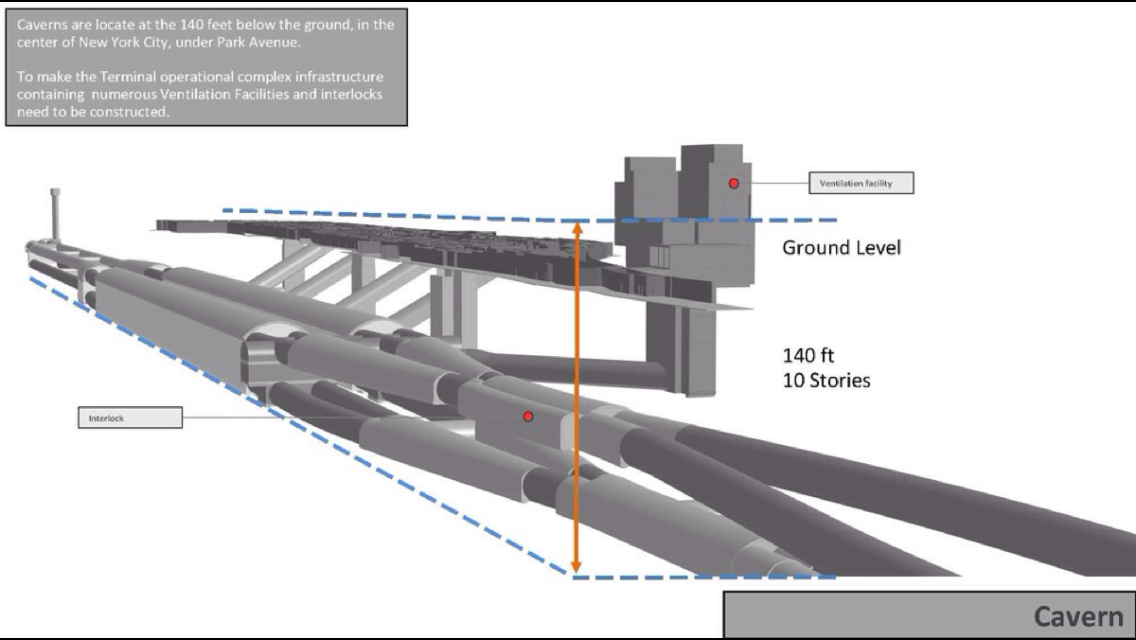 Caverns are locate at the 140 feet below the ground, in the
center of New York City, under Park Avenue.
To make the Terminal operational complex infrastructure
containing numerous Ventilation Facilities and interlocks
need to be constructed.
Ventilation facility
Ground Level
140 ft
10 Stories
Interlock
Cavern